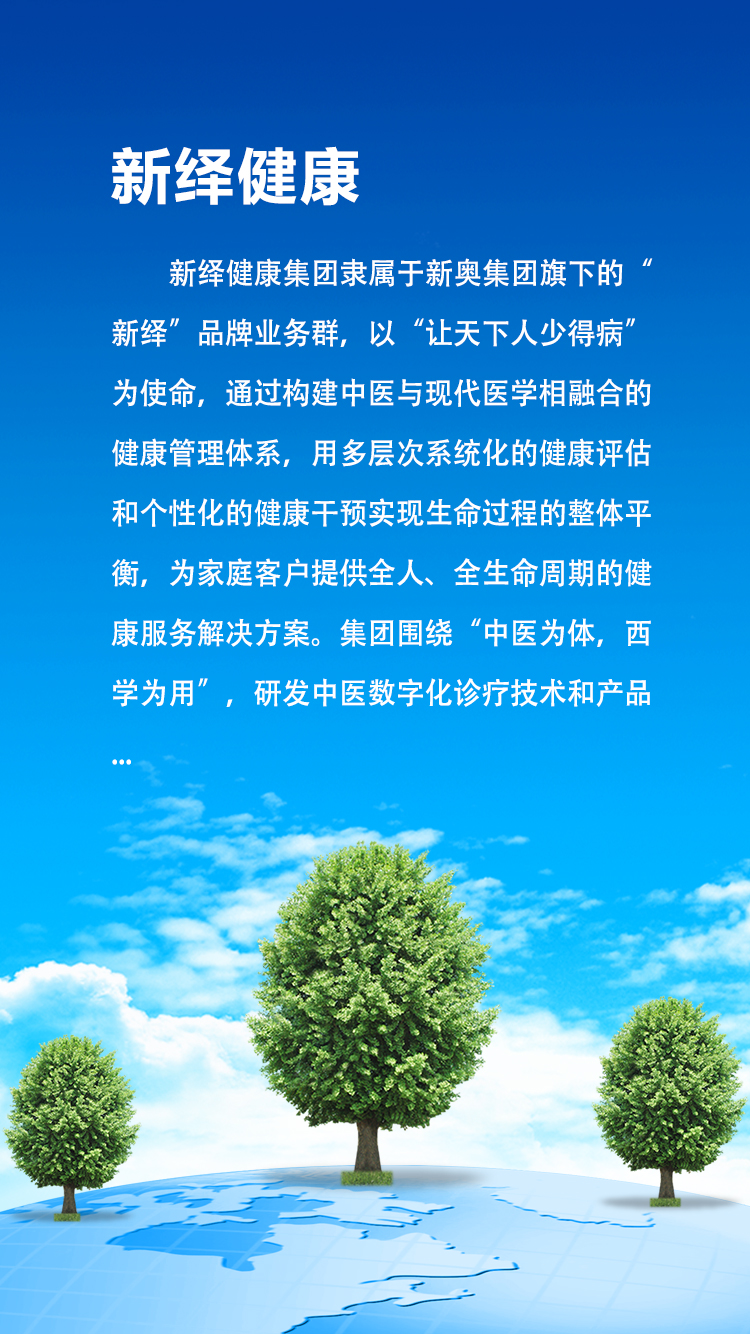 新绎健康
新绎健康集团隶属于新奥集团旗下的“
新绎”品牌业务群，以“让天下人少得病”
为使命，通过构建中医与现代医学相融合的
健康管理体系，用多层次系统化的健康评估
和个性化的健康干预实现生命过程的整体平
衡，为家庭客户提供全人、全生命周期的健
康服务解决方案。集团围绕“中医为体，西
学为用”，研发中医数字化诊疗技术和产品
...